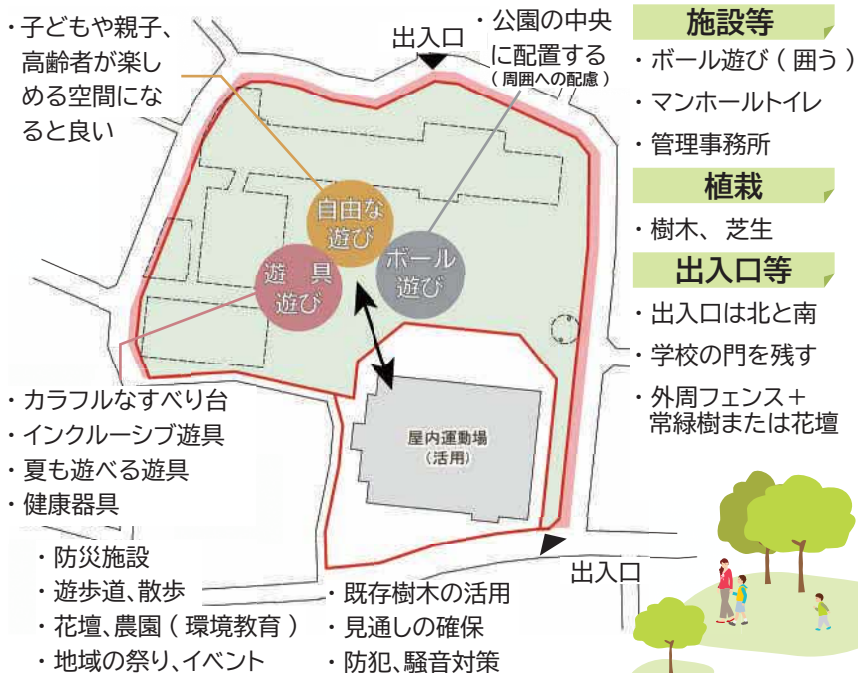 ・子どもや親子、
高齢者が楽し
める空間にな
ると良い
出入口
・公園の中央
に配置する
(周囲への配慮)
自由な
遊び
遊 具
遊び
ボール
遊び
屋内運動場
(活用)
出入口
・カラフルなすべり台
・インクルーシブ遊具
・夏も遊べる遊具
・健康器具
・防災施設
・遊歩道、散歩
・花壇、農園 ( 環境教育 )
・地域の祭り、イベント
・既存樹木の活用
・見通しの確保
・防犯、騒音対策
施設等
・ボール遊び ( 囲う )
・マンホールトイレ
・管理事務所
植栽
・樹木、 芝生
出入口等
・出入口は北と南
・学校の門を残す
・外周フェンス＋
常緑樹または花壇